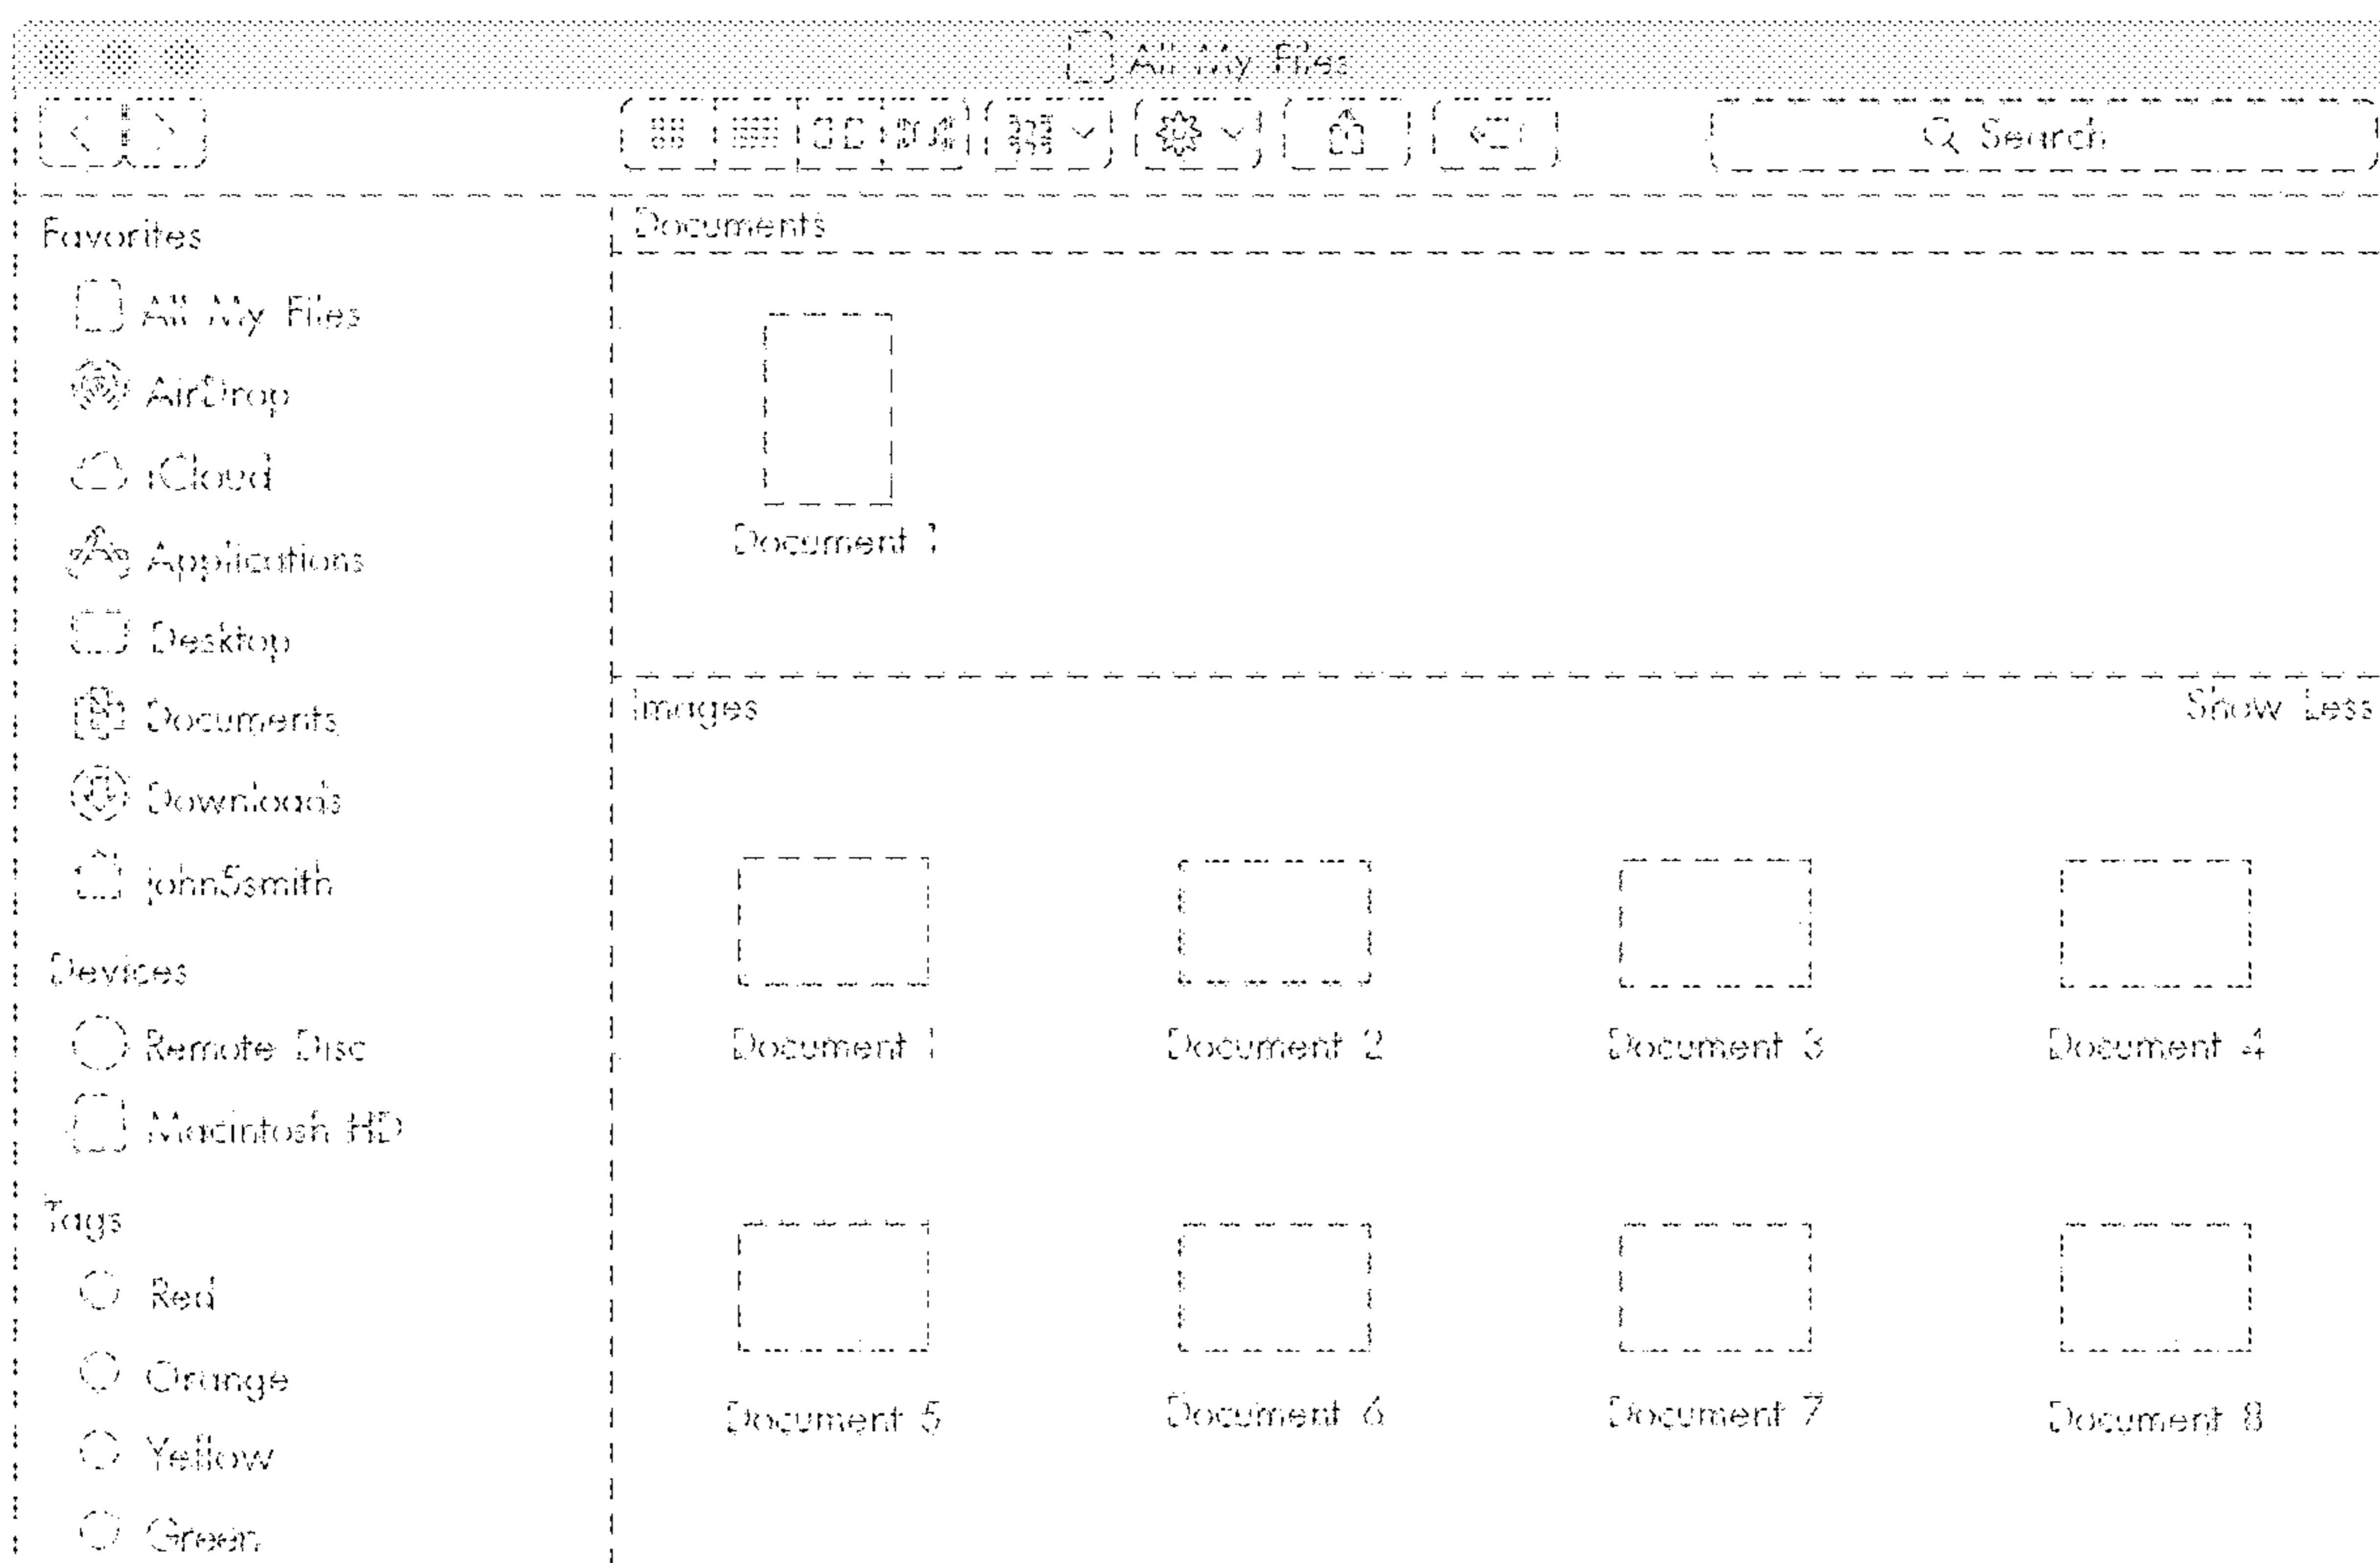 All My Files
Search
Favorites
All My Files
AirDrop
iCloud
Applications
Desktop
Documents
Downloads
john5smith
Devices
Remote Disc
Macintosh HD
Tags
Red
Orange
Yellow
Green
Documents
Document 1
Images Show Less
Document 1 Document 2 Document 3 Document 4
Document 5 Document 6 Document 7 Document 8